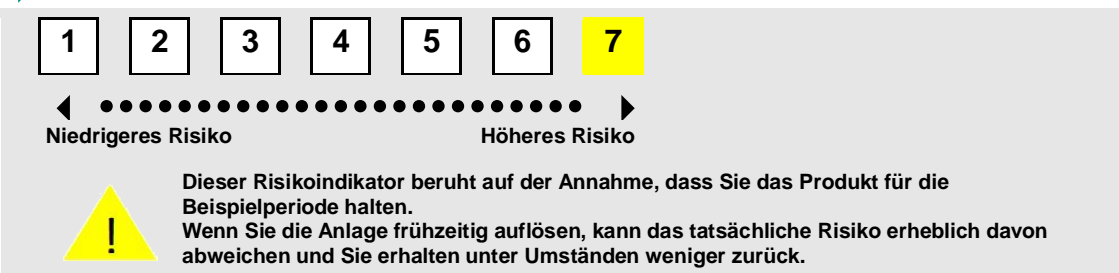 1 2 3 4 5 6 7
Niedrigeres Risiko Höheres Risiko
Dieser Risikoindikator beruht auf der Annahme, dass Sie das Produkt für die
Beispielperiode halten.
Wenn Sie die Anlage frühzeitig auflösen, kann das tatsächliche Risiko erheblich davon
abweichen und Sie erhalten unter Umständen weniger zurück.
!